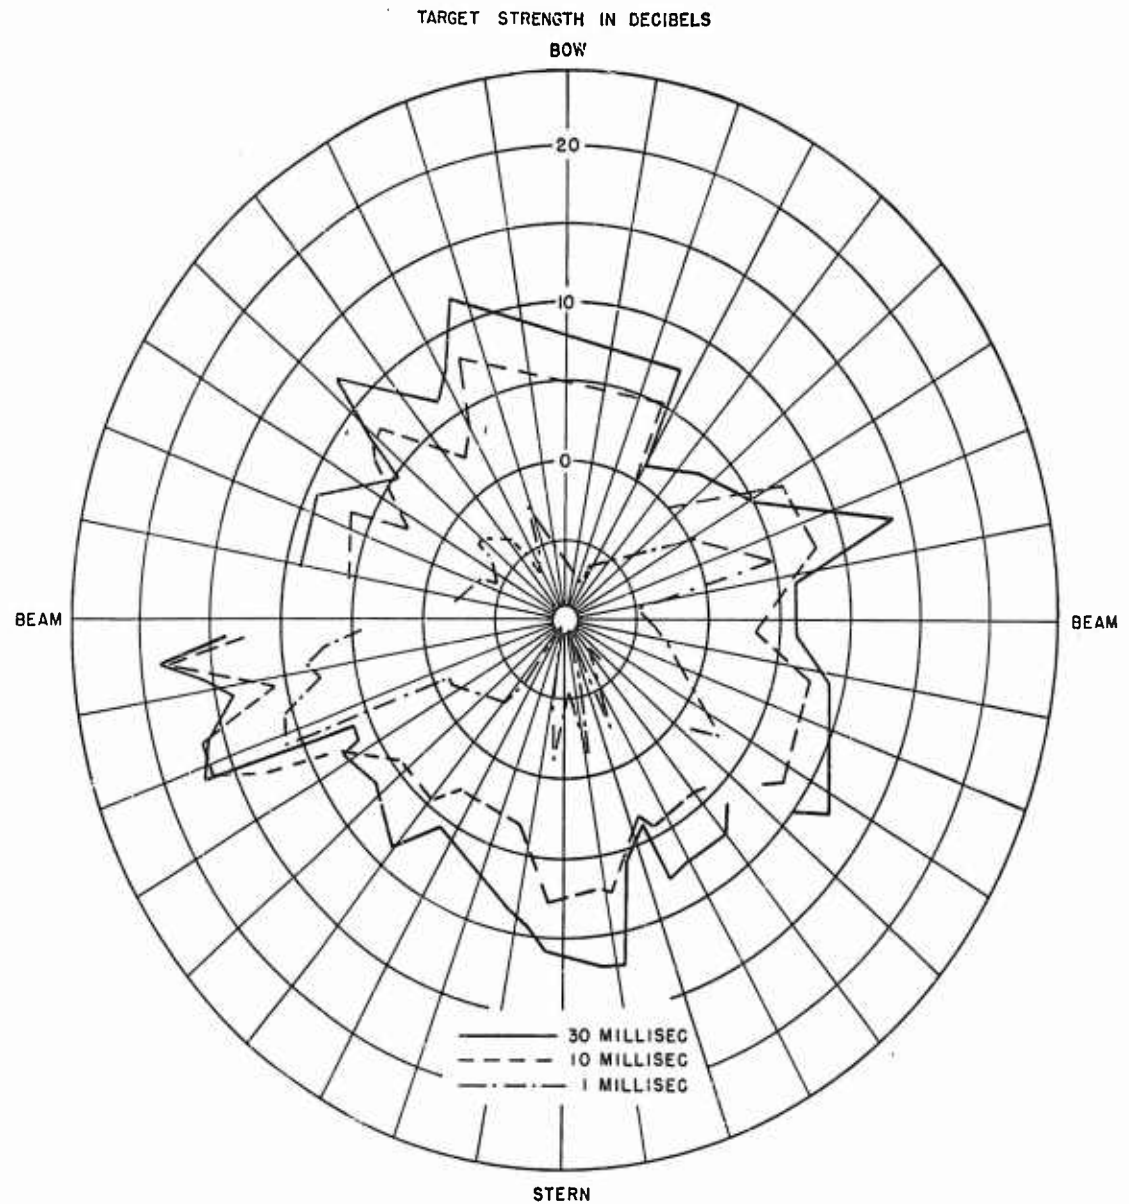 TARGET STRENGTH IN DECIBELS
BOW
20
10
0
BEAM
BEAM
30 MILLISEC
10 MILLISEC
1 MILLISEC
STERN